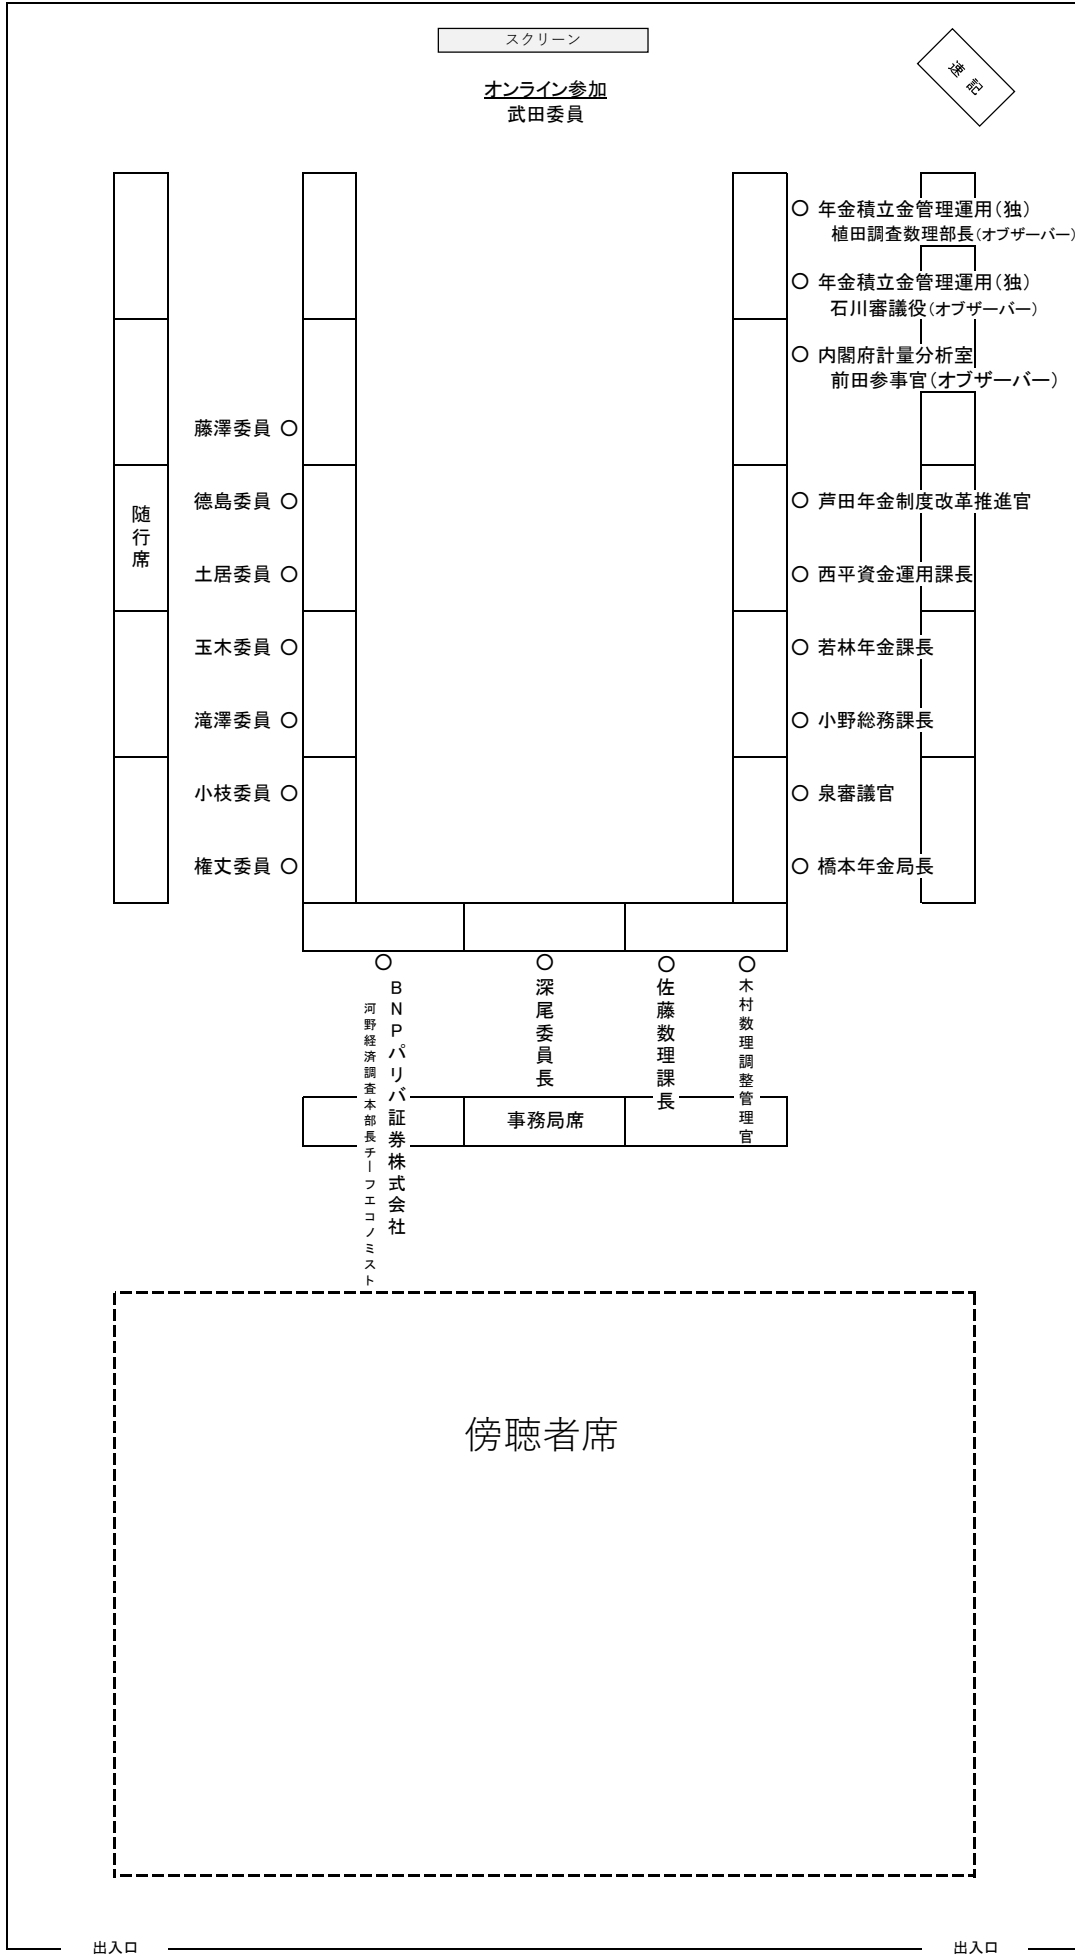 スクリーン
速記
オンライン参加
武田委員
年金積立金管理運用（独）
植田調査数理部長（オブザーバー）
年金積立金管理運用（独）
石川審議役（オブザーバー）
内閣府計量分析室
前田参事官（オブザーバー）
藤澤委員
徳島委員
芦田年金制度改革推進官
随行席
土居委員
西平資金運用課長
玉木委員
若林年金課長
滝澤委員
小野総務課長
小枝委員
泉審議官
権丈委員
橋本年金局長
BNPパリバ証券株式会社
河野経済調査本部長チーフエコノミスト
深尾委員長
佐藤数理課長
木村数理調整管理官
事務局席
傍聴者席
出入口
出入口